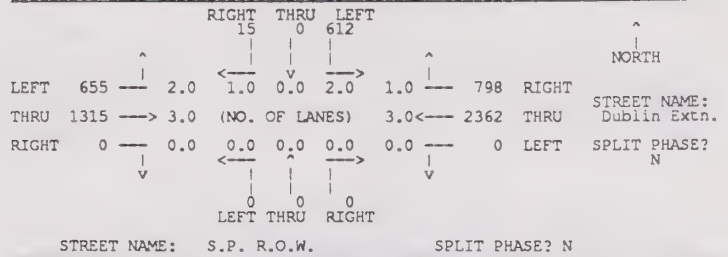 RIGHT THRU LEFT
15 0 612
NORTH
LEFT 655 2.0 1.0 0.0 2.0 1.0 798 RIGHT
STREET NAME:
THRU 1315 3.0 (NO. OF LANES) 3.0 2362 THRU Dublin Extn.
RIGHT 0 0.0 0.0 0.0 0.0 0.0 0 LEFT SPLIT PHASE?
N
0 0 0
LEFT THRU RIGHT
STREET NAME: S.P. R.O.W. SPLIT PHASE? N